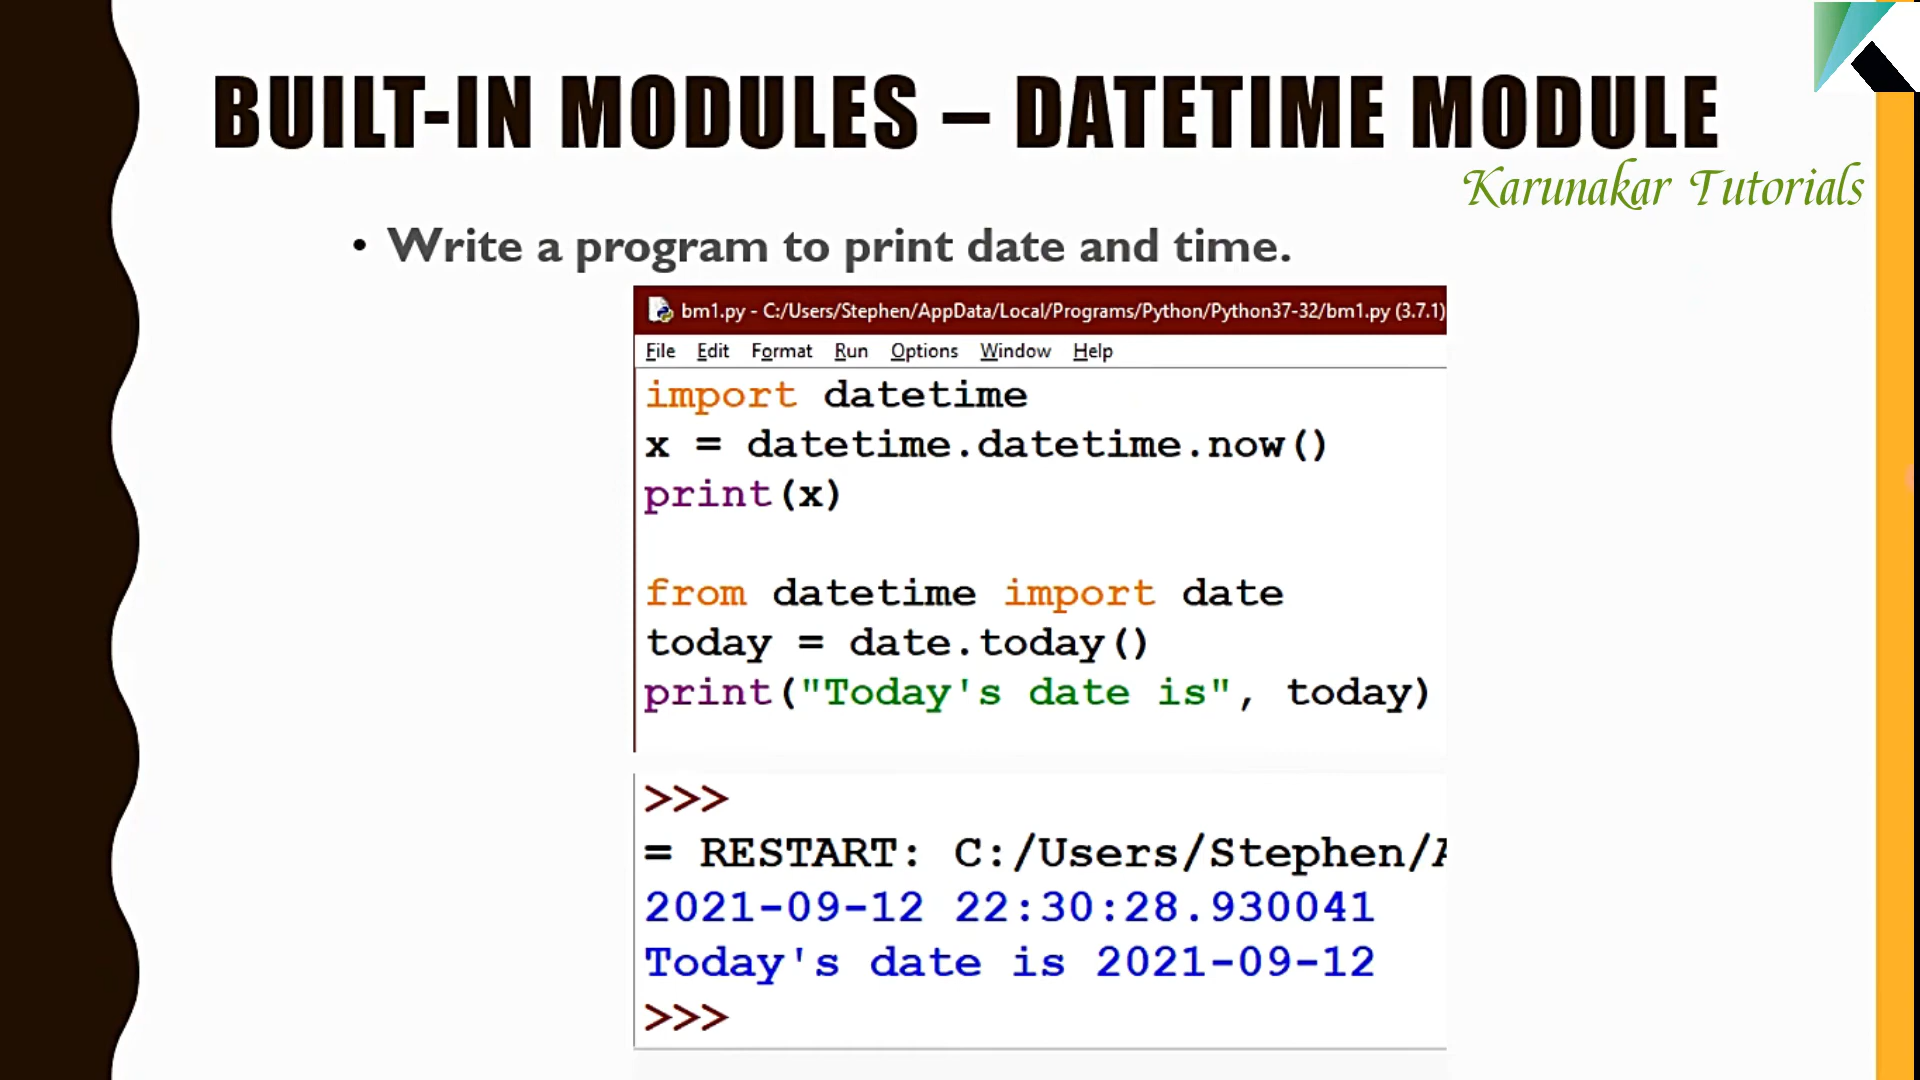 BUILT-IN MODULES – DATETIME MODULE
Karunakar Tutorials
• Write a program to print date and time.
bm1.py - C:/Users/Stephen/AppData/Local/Programs/Python/Python37-32/bm1.py (3.7.1)
File Edit Format Run Options Window Help
import datetime
x = datetime.datetime.now()
print(x)
from datetime import date
today = date.today()
print("Today's date is", today)
>>>
= RESTART: C:/Users/Stephen/A
2021-09-12 22:30:28.930041
Today's date is 2021-09-12
>>>